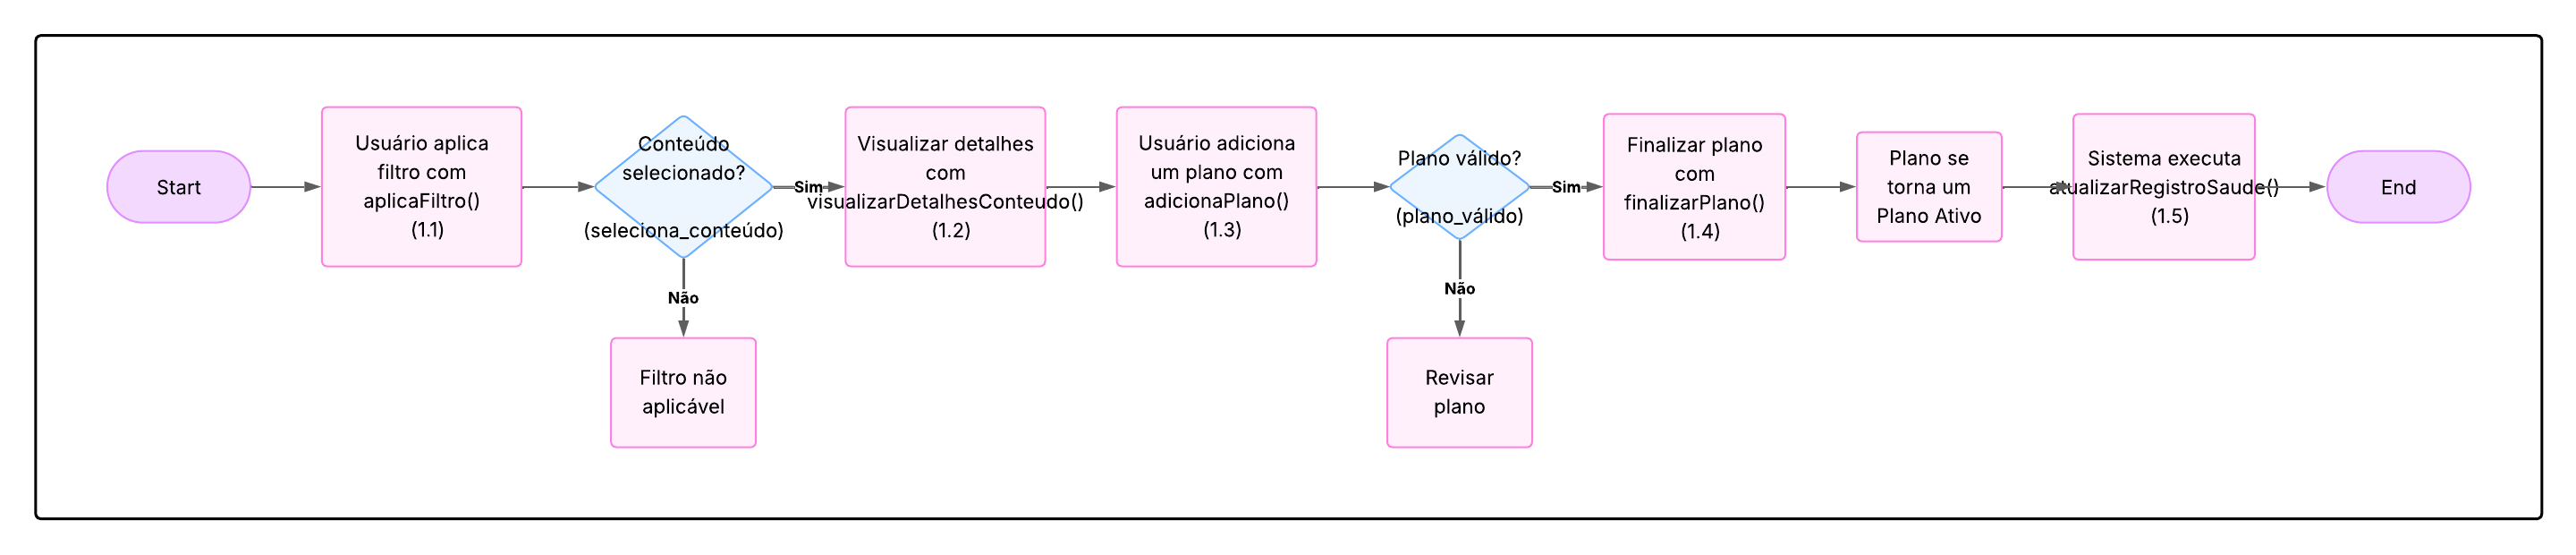 Start
Usuário aplica
filtro com
aplicaFiltro()
(1.1)
Conteúdo
selecionado?
(seleciona_conteúdo)
Sim
Visualizar detalhes
com
visualizarDetalhesConteudo()
(1.2)
Usuário adiciona
um plano com
adicionaPlano()
(1.3)
Plano válido?
(plano_válido)
Sim
Finalizar plano
com
finalizarPlano()
(1.4)
Plano se
torna um
Plano Ativo
Sistema executa
atualizarRegistroSaude()
(1.5)
End
Não
Filtro não
aplicável
Não
Revisar
plano